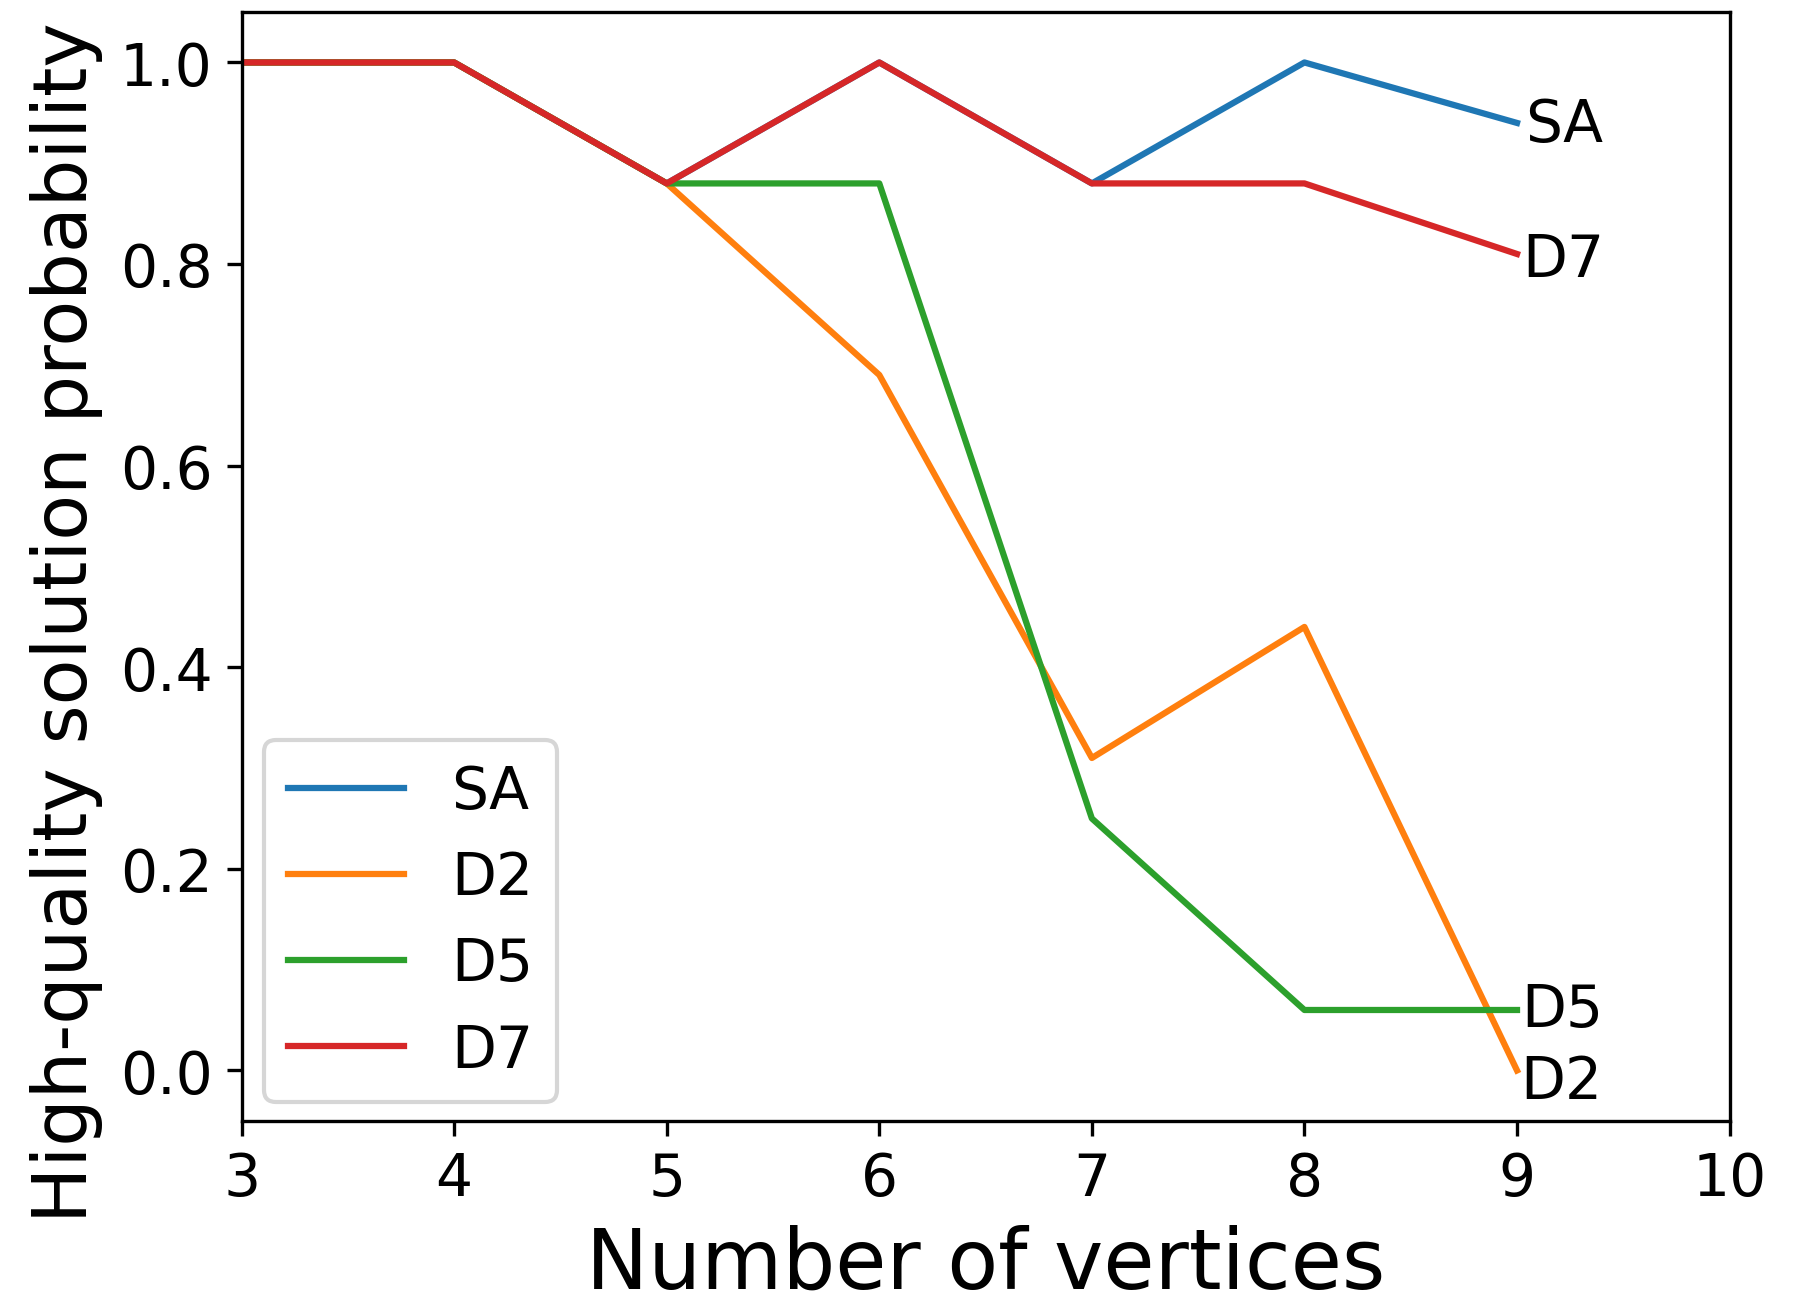 High-quality solution probability
1.0
0.8
0.6
0.4
0.2
0.0
SA
D7
D5
D2
SA
D2
D5
D7
3 4 5 6 7 8 9 10
Number of vertices